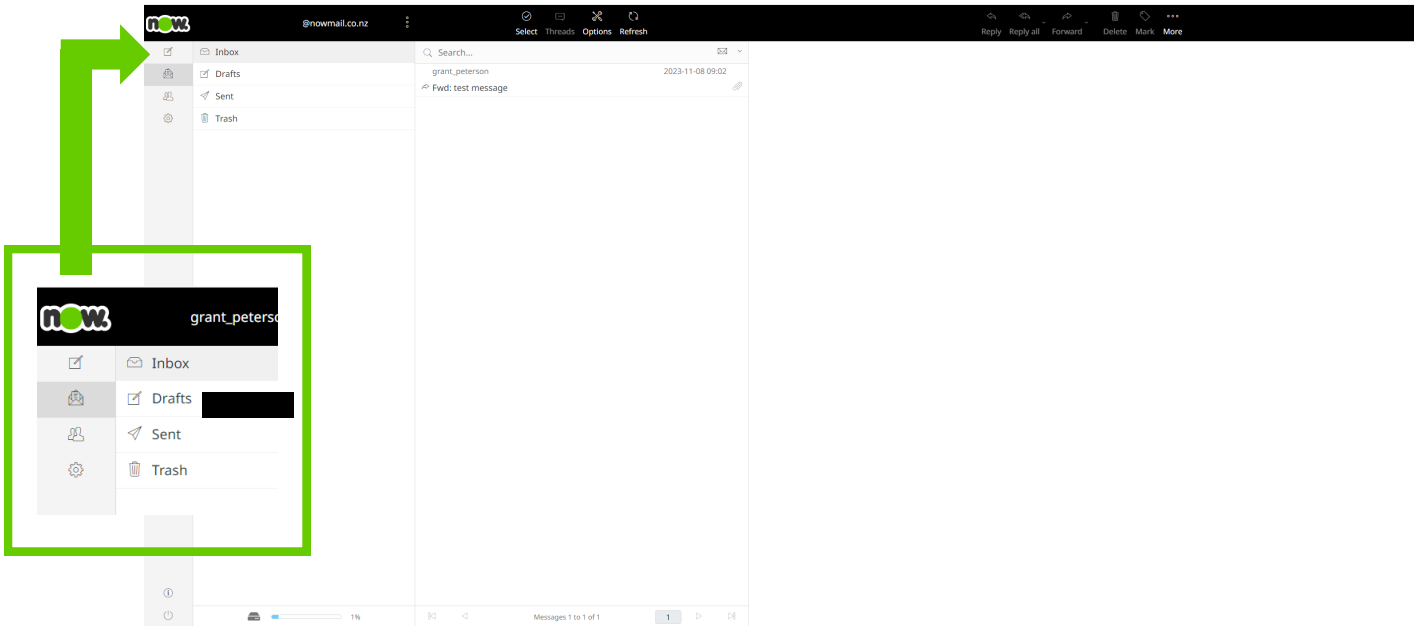 now.
@nowmail.co.nz
Select Threads Options Refresh
Reply Reply all Forward Delete Mark More
Inbox
Drafts
Sent
Trash
Search...
grant_peterson 2023-11-08 09:02
Fwd: test message
now.
grant_peterso
Inbox
Drafts
Sent
Trash
1%
Messages 1 to 1 of 1
1